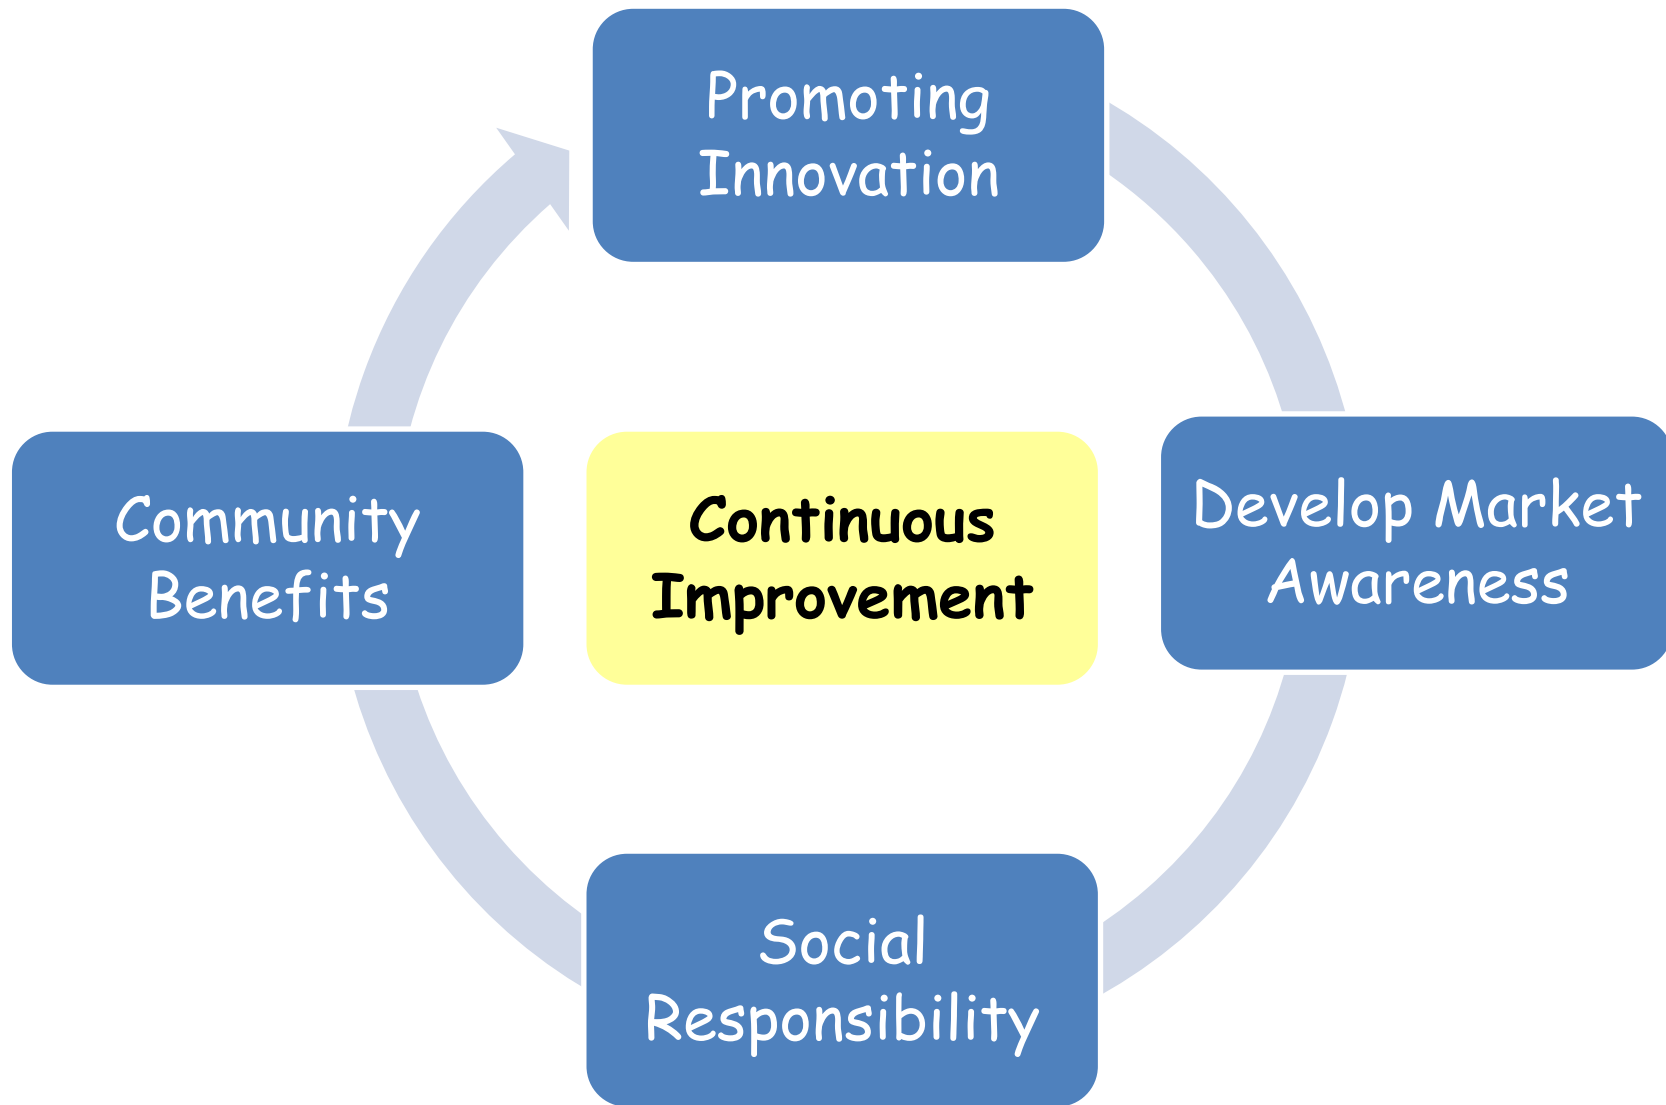 Promoting
Innovation
Develop Market
Awareness
Social
Responsibility
Community
Benefits
Continuous
Improvement